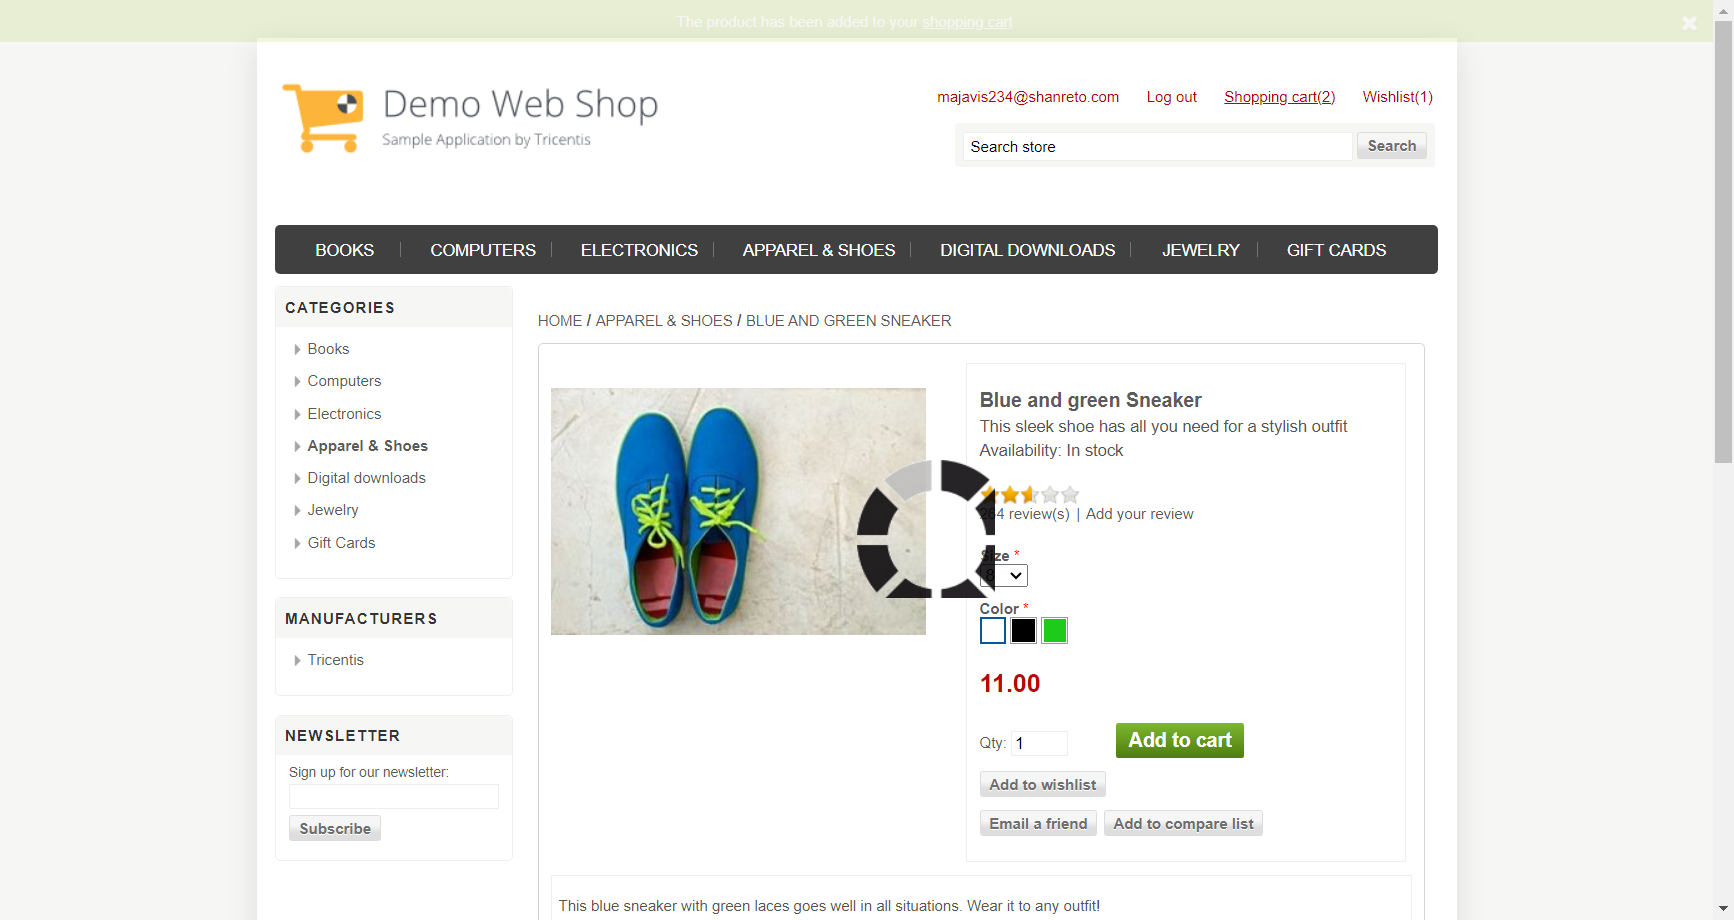 The product has been added to your shopping cart
Demo Web Shop
Sample Application by Tricentis
majavis234@shanreto.com Log out Shopping cart(2) Wishlist(1)
Search store Search
BOOKS COMPUTERS ELECTRONICS APPAREL & SHOES DIGITAL DOWNLOADS JEWELRY GIFT CARDS
CATEGORIES
Books
Computers
Electronics
Apparel & Shoes
Digital downloads
Jewelry
Gift Cards
MANUFACTURERS
Tricentis
NEWSLETTER
Sign up for our newsletter:
Subscribe
HOME / APPAREL & SHOES / BLUE AND GREEN SNEAKER
Blue and green Sneaker
This sleek shoe has all you need for a stylish outfit
Availability: In stock
264 review(s) | Add your review
Size *
8
Color *
11.00
Qty: 1 Add to cart
Add to wishlist
Email a friend Add to compare list
This blue sneaker with green laces goes well in all situations. Wear it to any outfit!